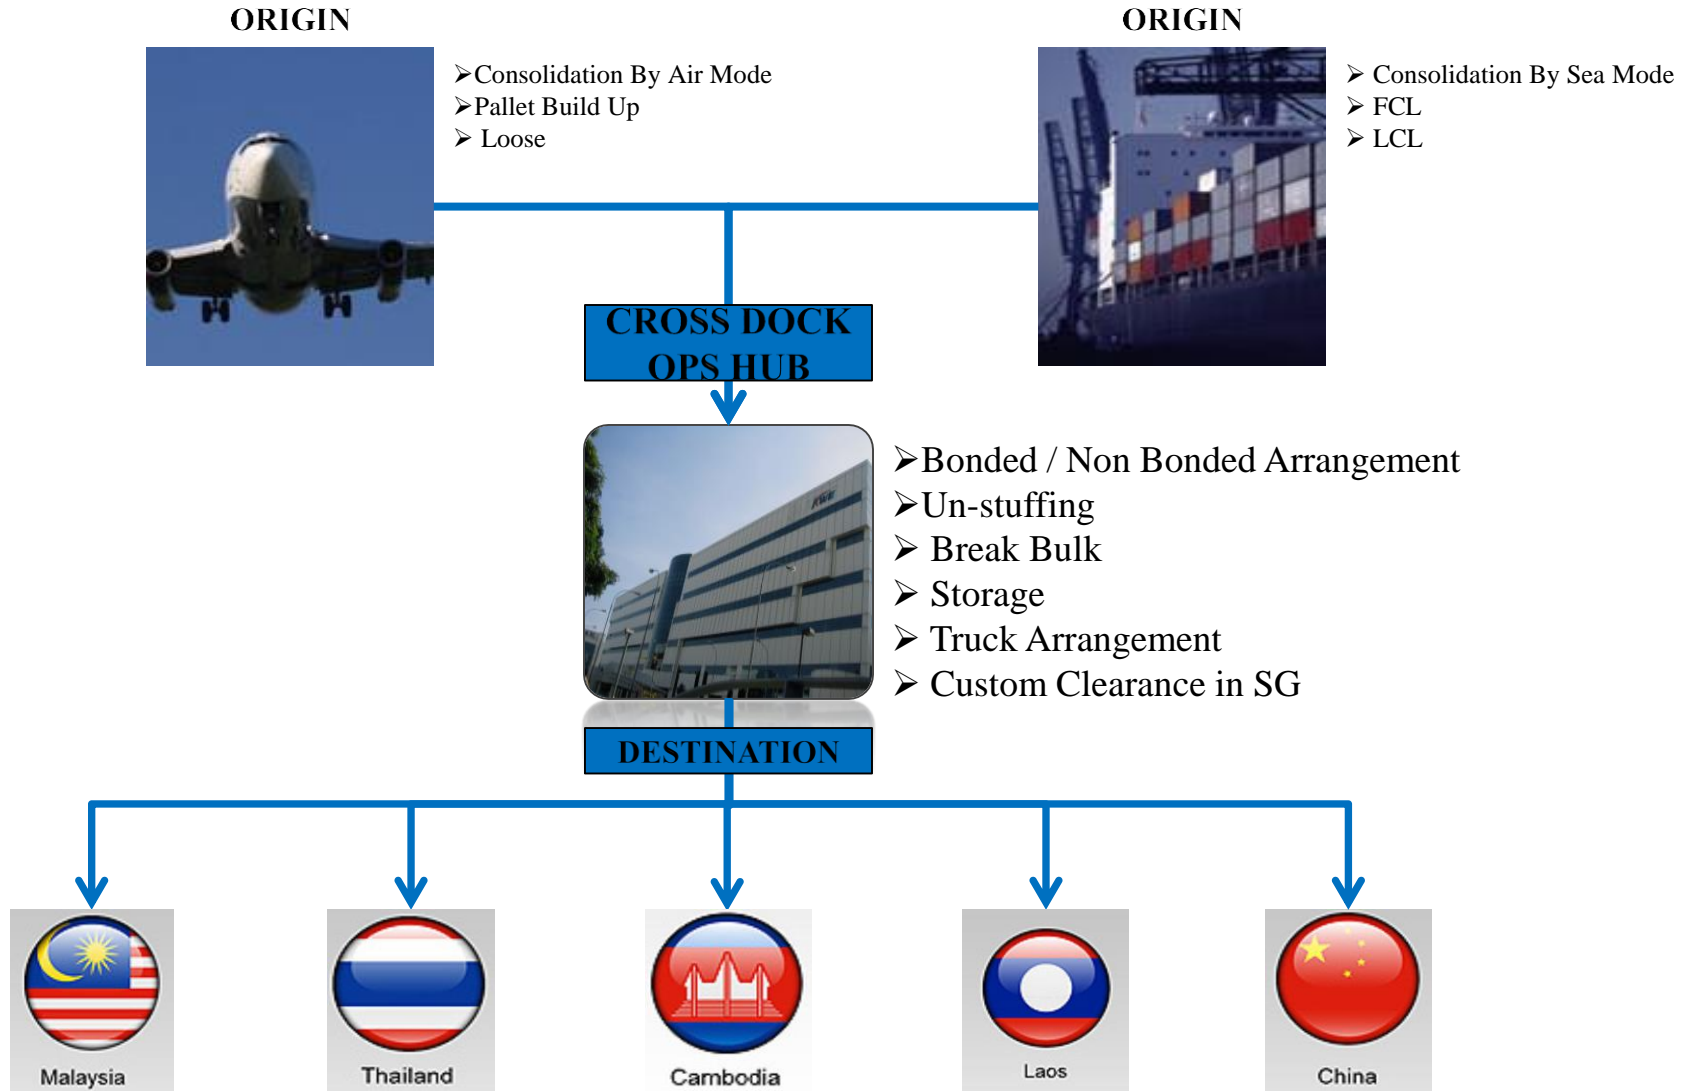 ORIGIN
➢Consolidation By Air Mode
➢Pallet Build Up
➢ Loose
ORIGIN
➢ Consolidation By Sea Mode
➢ FCL
➢ LCL
CROSS DOCK
OPS HUB
KWE
➢Bonded / Non Bonded Arrangement
➢Un-stuffing
➢ Break Bulk
➢ Storage
➢ Truck Arrangement
➢ Custom Clearance in SG
DESTINATION
Malaysia
Thailand
Cambodia
Laos
China